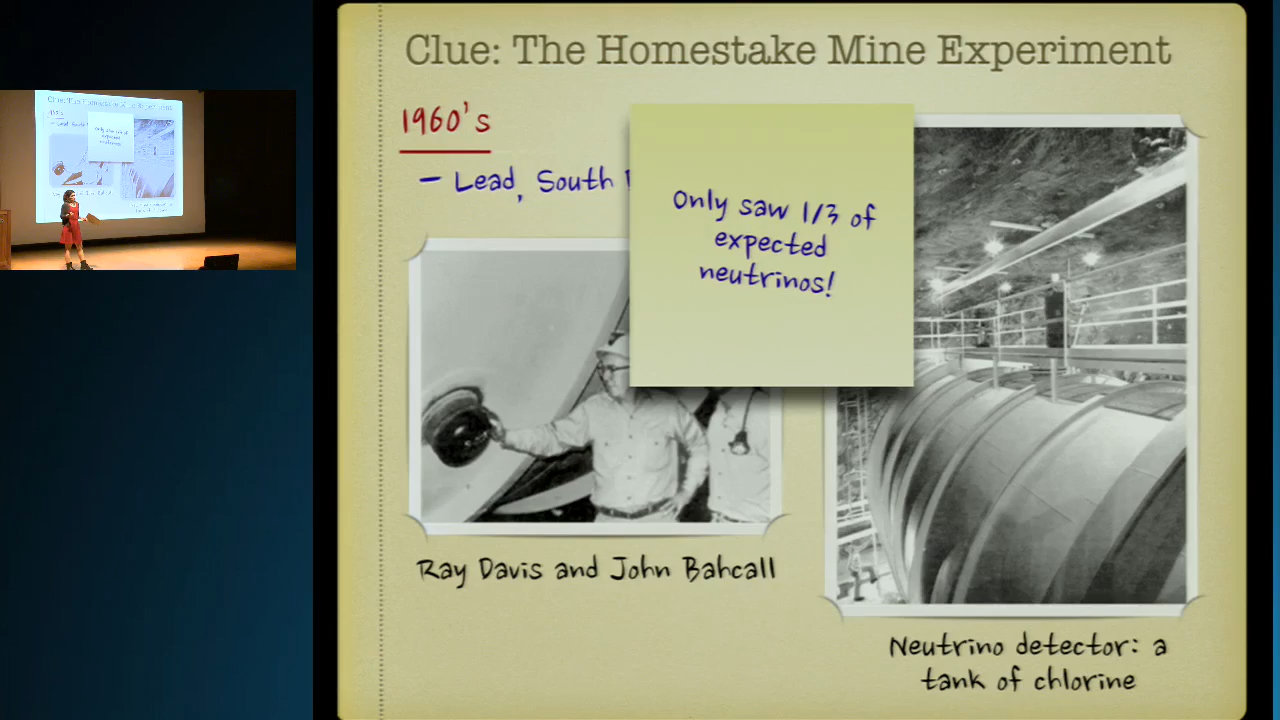 Clue: The Homestake Mine Experiment
1960's
– Lead, South
Only saw 1/3 of
expected
neutrinos!
Ray Davis and John Bahcall
Neutrino detector: a
tank of chlorine